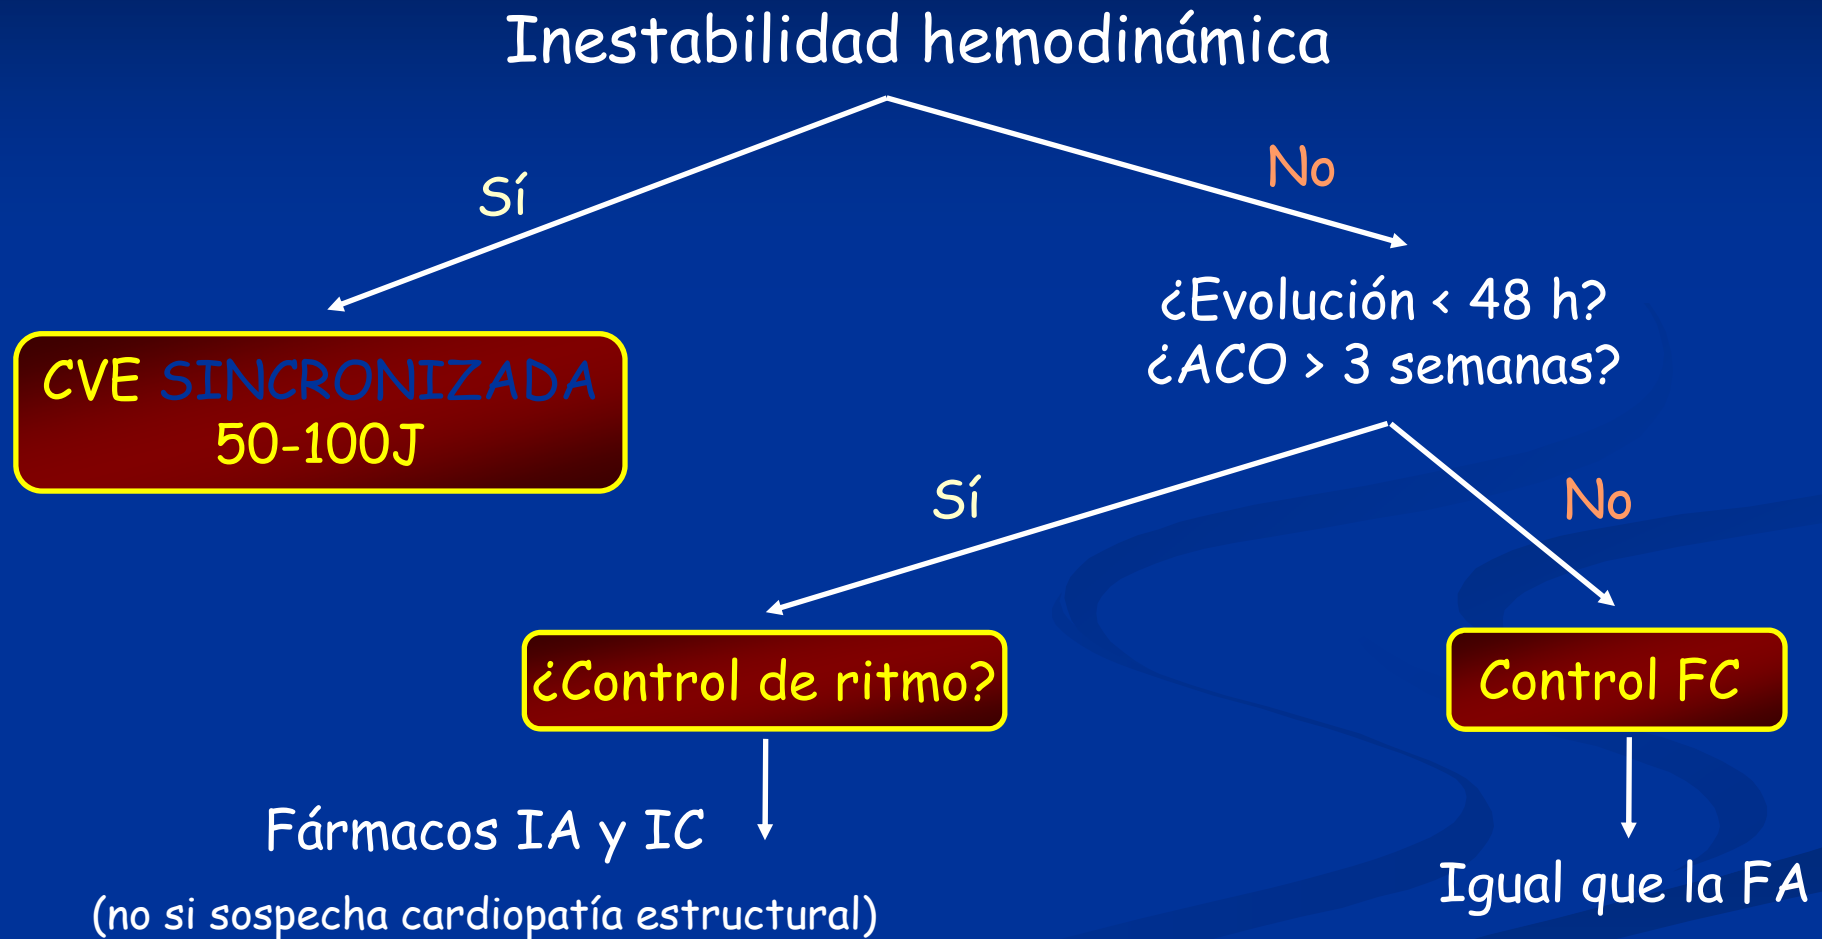 Inestabilidad hemodinámica
Sí
No
CVE SINCRONIZADA
50-100J
¿Evolución < 48 h?
¿ACO > 3 semanas?
Sí
No
¿Control de ritmo?
Control FC
Fármacos IA y IC
(no si sospecha cardiopatía estructural)
Igual que la FA